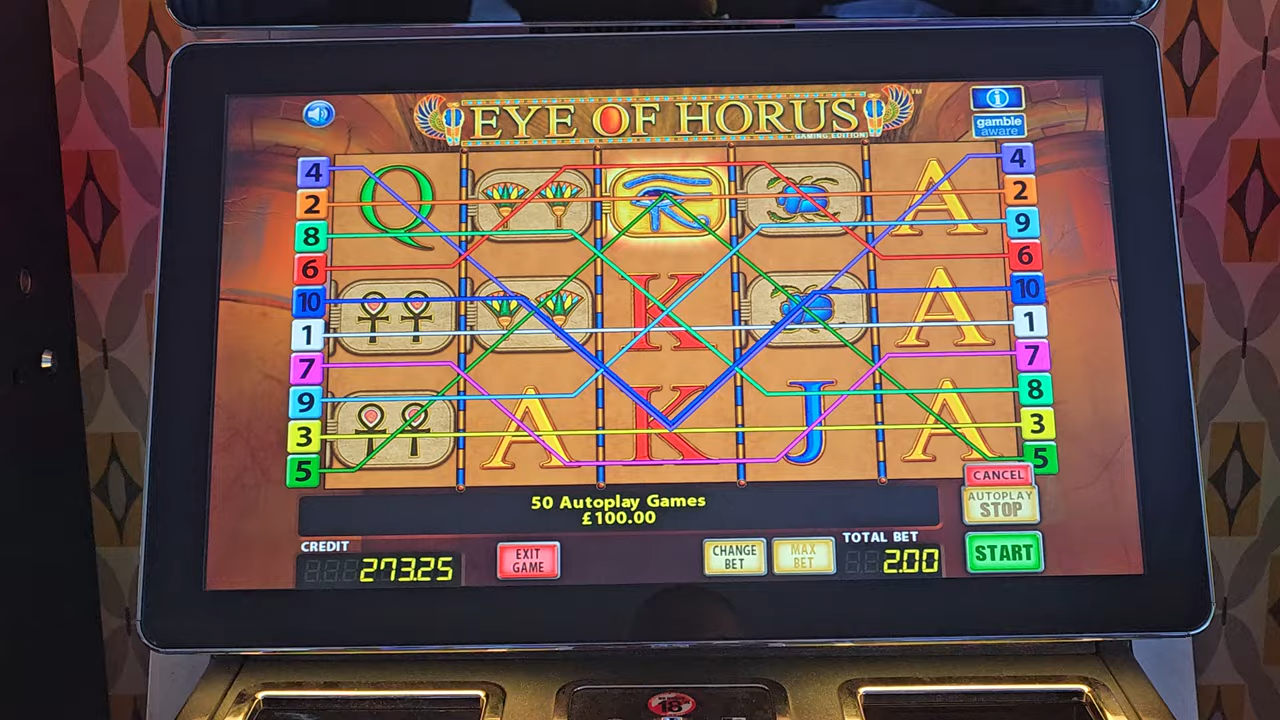 EYE OF HORUS™
GAMING EDITION
i
gamble
aware
4 Q A 4
2 2
8 9
6 6
10 K A 10
1 1
7 7
9 8
3 A K J A 3
5 5
CANCEL
AUTOPLAY
STOP
50 Autoplay Games
£100.00
CREDIT
273.25
EXIT
GAME
CHANGE
BET
MAX
BET
TOTAL BET
2.00
START
18